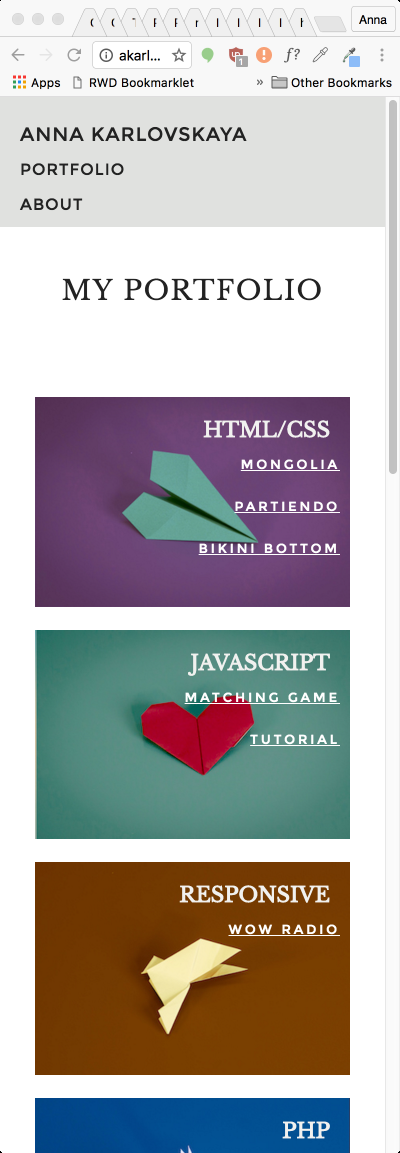 Anna
akarl...
1
f?
Apps
RWD Bookmarklet
»
Other Bookmarks
ANNA KARLOVSKAYA
PORTFOLIO
ABOUT
MY PORTFOLIO
HTML/CSS
MONGOLIA
PARTIENDO
BIKINI BOTTOM
JAVASCRIPT
MATCHING GAME
TUTORIAL
RESPONSIVE
WOW RADIO
PHP